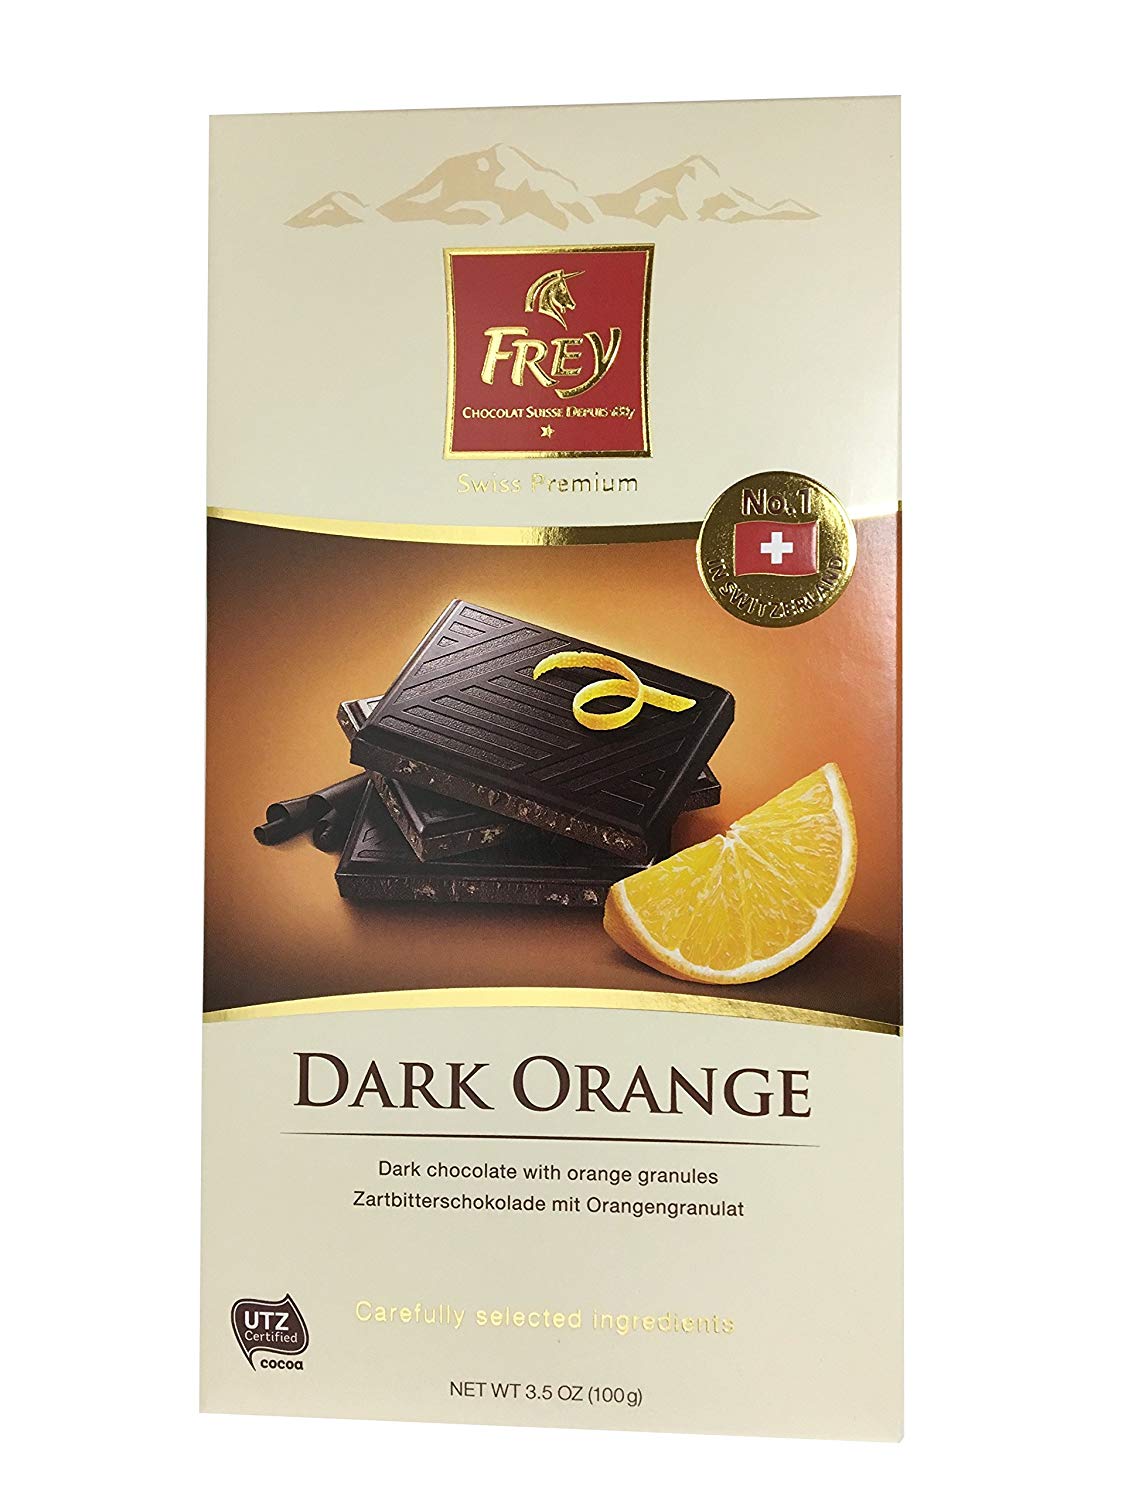 FREY
CHOCOLAT SUISSE DEPUIS 1887
Swiss Premium
No.1
IN SWITZERLAND
DARK ORANGE
Dark chocolate with orange granules
Zartbitterschokolade mit Orangengranulat
UTZ
Certified
cocoa
Carefully selected ingredients
NET WT 3.5 OZ (100g)